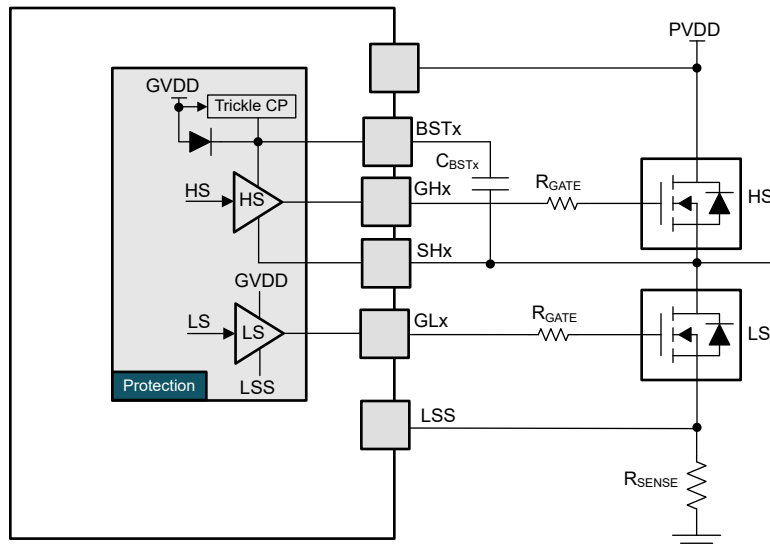 PVDD
GVDD
Trickle CP
BSTx
CBSTx
HS
HS
GHx
RGATE
HS
SHx
GVDD
LS
LS
GLx
RGATE
LS
LSS
Protection
LSS
RSENSE